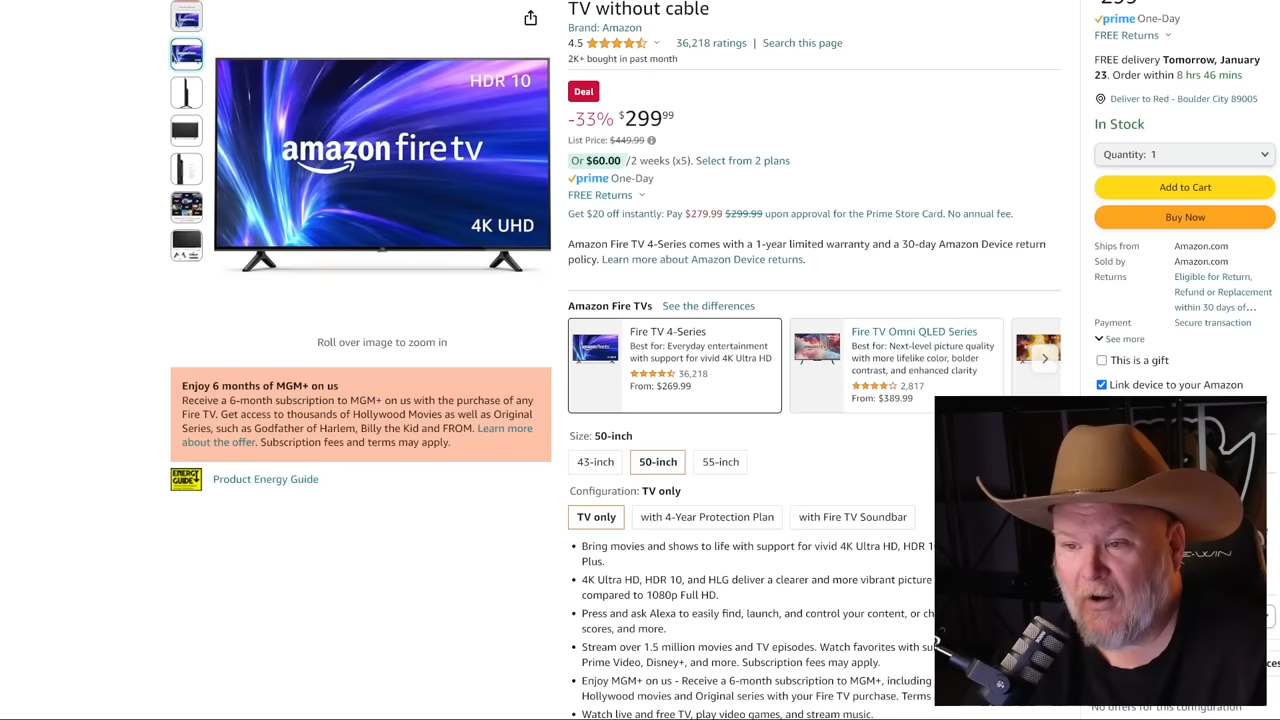 TV without cable
Brand: Amazon
4.5
36,218 ratings | Search this page
2K+ bought in past month
Deal
-33% $299.99
List Price: $449.99
Or $60.00 /2 weeks (x5). Select from 2 plans
prime One-Day
FREE Returns
Get $20 off instantly: Pay $279.99 $299.99 upon approval for the Prime Store Card. No annual fee.
Amazon Fire TV 4-Series comes with a 1-year limited warranty and a 30-day Amazon Device return
policy. Learn more about Amazon Device returns.
HDR 10
amazon fire tv
4K UHD
Roll over image to zoom in
Enjoy 6 months of MGM+ on us
Receive a 6-month subscription to MGM+ on us with the purchase of any
Fire TV. Get access to thousands of Hollywood Movies as well as Original
Series, such as Godfather of Harlem, Billy the Kid and FROM. Learn more
about the offer. Subscription fees and terms may apply.
ENERGY GUIDE
Product Energy Guide
Amazon Fire TVs See the differences
Fire TV 4-Series
Best for: Everyday entertainment
with support for vivid 4K Ultra HD
36,218
From: $269.99
Fire TV Omni QLED Series
Best for: Next-level picture quality
with more lifelike color, bolder
contrast, and enhanced clarity
2,817
From: $389.99
Size: 50-inch
43-inch
50-inch
55-inch
Configuration: TV only
TV only
with 4-Year Protection Plan
with Fire TV Soundbar
• Bring movies and shows to life with support for vivid 4K Ultra HD, HDR 1
Plus.
• 4K Ultra HD, HDR 10, and HLG deliver a clearer and more vibrant picture
compared to 1080p Full HD.
• Press and ask Alexa to easily find, launch, and control your content, or ch
scores, and more.
• Stream over 1.5 million movies and TV episodes. Watch favorites with su
Prime Video, Disney+, and more. Subscription fees may apply.
• Enjoy MGM+ on us - Receive a 6-month subscription to MGM+, including
Hollywood movies and Original series with your Fire TV purchase. Terms
• Watch live and free TV, play video games, and stream music.
prime One-Day
FREE Returns
FREE delivery Tomorrow, January
23. Order within 8 hrs 46 mins
Deliver to Red - Boulder City 89005
In Stock
Quantity: 1
Add to Cart
Buy Now
Ships from Amazon.com
Sold by Amazon.com
Returns Eligible for Return,
Refund or Replacement
within 30 days of...
Payment Secure transaction
See more
This is a gift
Link device to your Amazon
No offers for this configuration